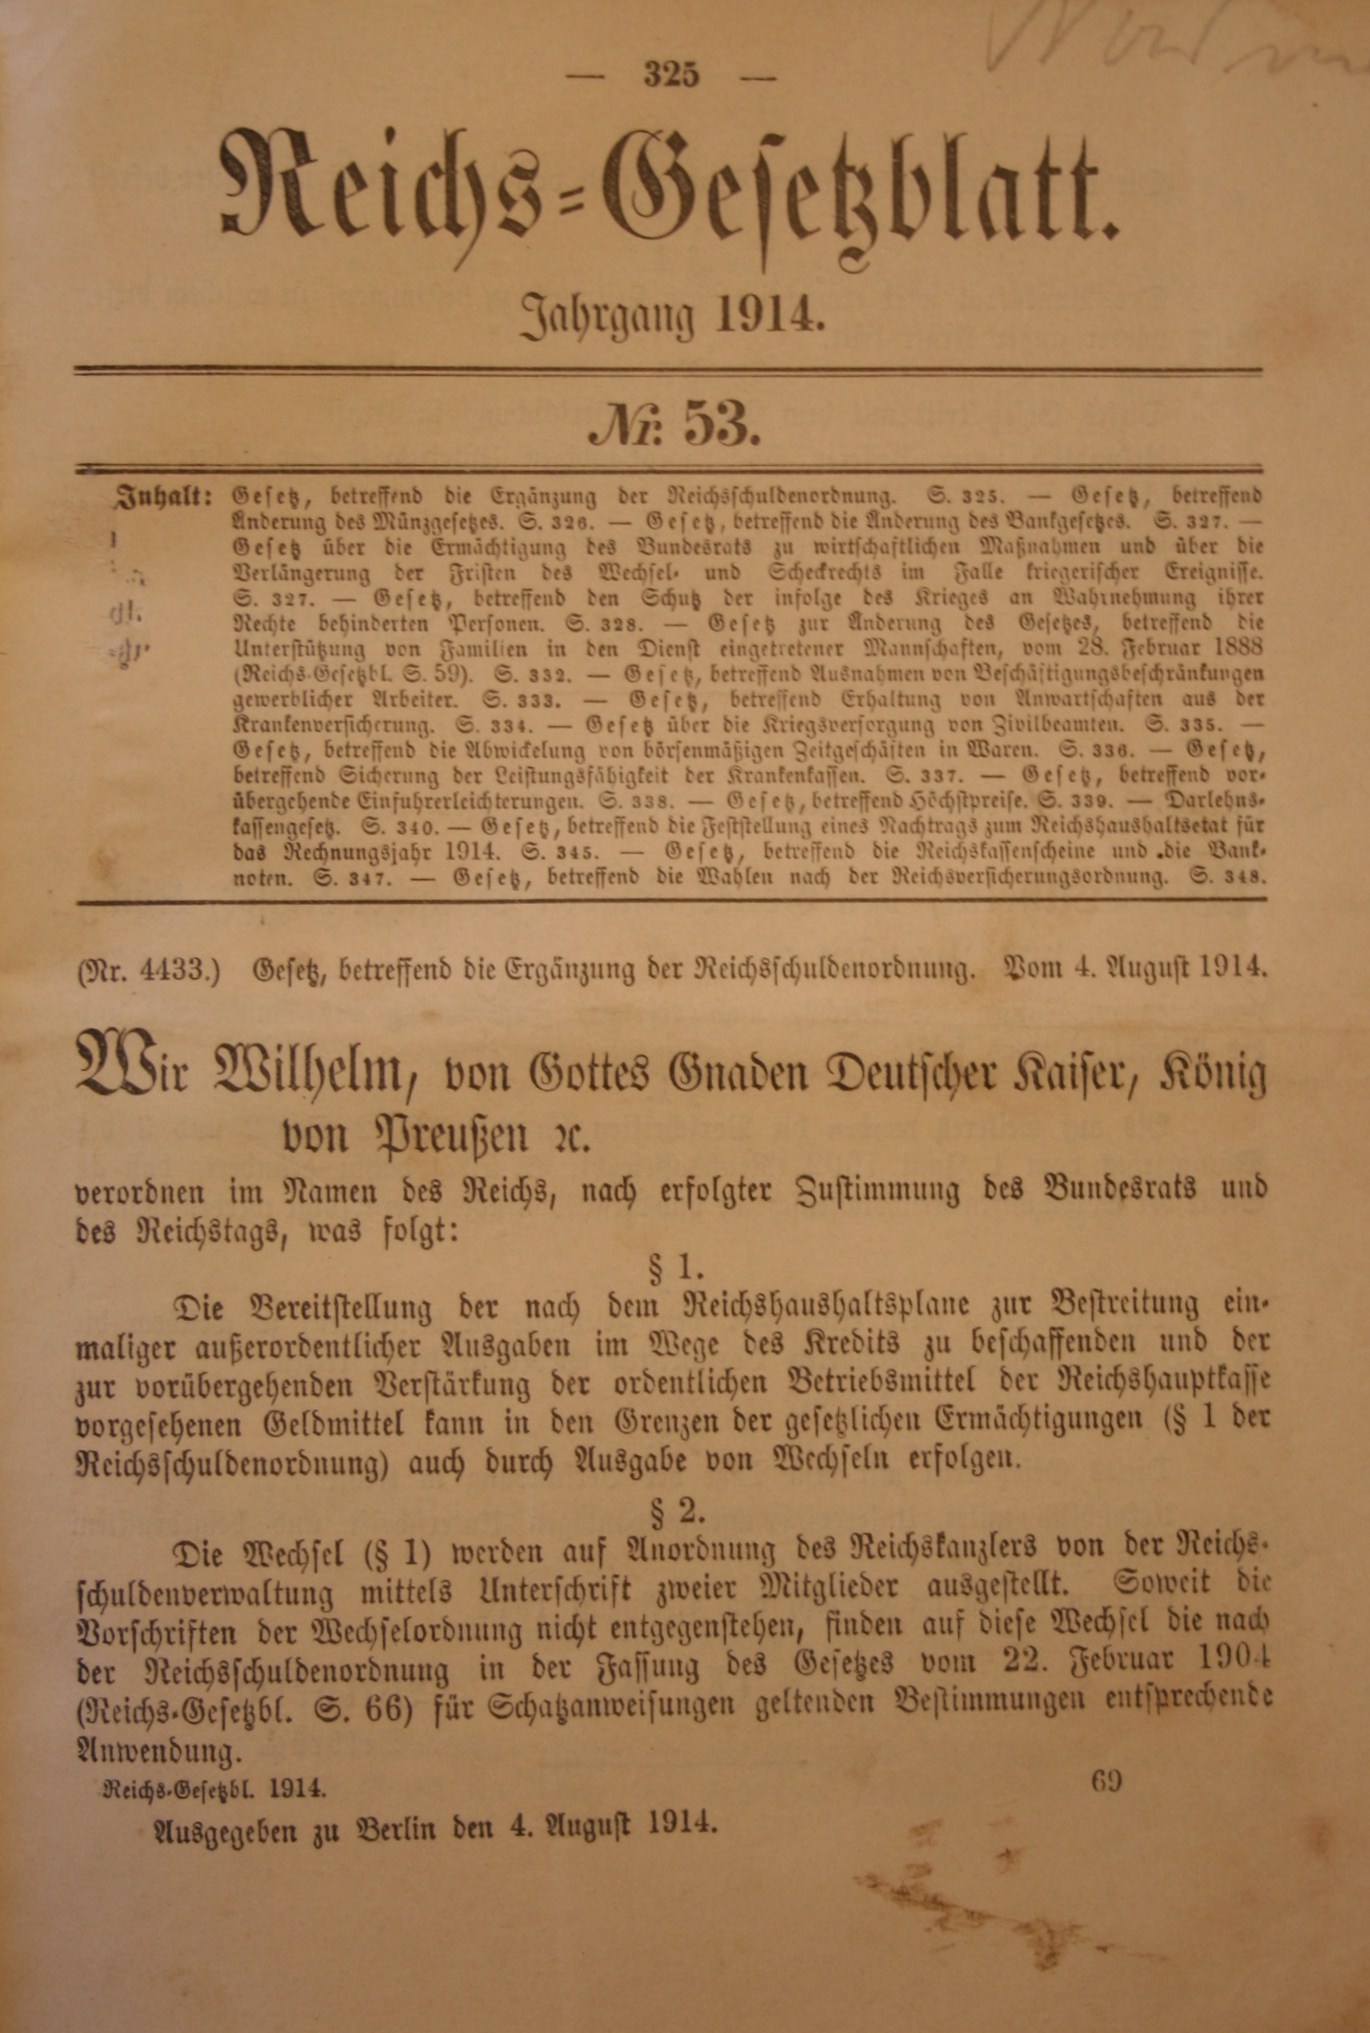 — 325 —
Reichs-Gesetzblatt.
Jahrgang 1914.
Nr. 53.
Inhalt: Gesetz, betreffend die Ergänzung der Reichsschuldenordnung. S. 325. — Gesetz, betreffend
Änderung des Münzgesetzes. S. 326. — Gesetz, betreffend die Änderung des Bankgesetzes. S. 327. —
Gesetz über die Ermächtigung des Bundesrats zu wirtschaftlichen Maßnahmen und über die
Verlängerung der Fristen des Wechsel- und Scheckrechts im Falle kriegerischer Ereignisse.
S. 327. — Gesetz, betreffend den Schutz der infolge des Krieges an Wahrnehmung ihrer
Rechte behinderten Personen. S. 328. — Gesetz zur Änderung des Gesetzes, betreffend die
Unterstützung von Familien in den Dienst eingetretener Mannschaften, vom 28. Februar 1888
(Reichs-Gesetzbl. S. 59). S. 332. — Gesetz, betreffend Ausnahmen von Beschäftigungsbeschränkungen
gewerblicher Arbeiter. S. 333. — Gesetz, betreffend Erhaltung von Anwartschaften aus der
Krankenversicherung. S. 334. — Gesetz über die Kriegsversorgung von Zivilbeamten. S. 335. —
Gesetz, betreffend die Abwickelung von börsenmäßigen Zeitgeschäften in Waren. S. 336. — Gesetz,
betreffend Sicherung der Leistungsfähigkeit der Krankenkassen. S. 337. — Gesetz, betreffend vor-
übergehende Einfuhrerleichterungen. S. 338. — Gesetz, betreffend Höchstpreise. S. 339. — Darlehns-
kassengesetz. S. 340. — Gesetz, betreffend die Feststellung eines Nachtrags zum Reichshaushaltsetat für
das Rechnungsjahr 1914. S. 345. — Gesetz, betreffend die Reichskassenscheine und die Bank-
noten. S. 347. — Gesetz, betreffend die Wahlen nach der Reichsversicherungsordnung. S. 348.
(Nr. 4433.) Gesetz, betreffend die Ergänzung der Reichsschuldenordnung. Vom 4. August 1914.
Wir Wilhelm, von Gottes Gnaden Deutscher Kaiser, König
von Preußen ꝛc.
verordnen im Namen des Reichs, nach erfolgter Zustimmung des Bundesrats und
des Reichstags, was folgt:
§ 1.
Die Bereitstellung der nach dem Reichshaushaltsplane zur Bestreitung ein-
maliger außerordentlicher Ausgaben im Wege des Kredits zu beschaffenden und der
zur vorübergehenden Verstärkung der ordentlichen Betriebsmittel der Reichshauptkasse
vorgesehenen Geldmittel kann in den Grenzen der gesetzlichen Ermächtigungen (§ 1 der
Reichsschuldenordnung) auch durch Ausgabe von Wechseln erfolgen.
§ 2.
Die Wechsel (§ 1) werden auf Anordnung des Reichskanzlers von der Reichs-
schuldenverwaltung mittels Unterschrift zweier Mitglieder ausgestellt. Soweit die
Vorschriften der Wechselordnung nicht entgegenstehen, finden auf diese Wechsel die nach
der Reichsschuldenordnung in der Fassung des Gesetzes vom 22. Februar 1904
(Reichs-Gesetzbl. S. 66) für Schatzanweisungen geltenden Bestimmungen entsprechende
Anwendung.
Reichs-Gesetzbl. 1914. 69
Ausgegeben zu Berlin den 4. August 1914.